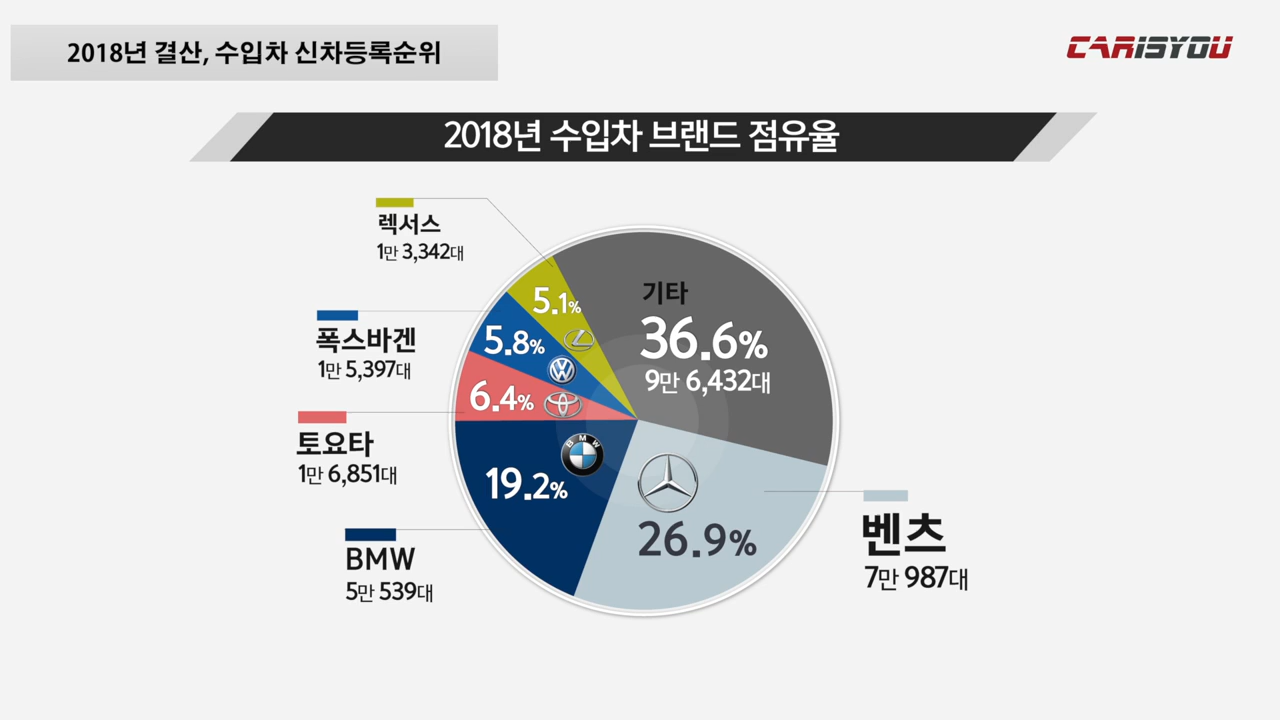 2018년 결산, 수입차 신차등록순위
CARISYOU
2018년 수입차 브랜드 점유율
렉서스
1만 3,342대
5.1%
기타
36.6%
9만 6,432대
폭스바겐
1만 5,397대
5.8%
토요타
1만 6,851대
6.4%
BMW
5만 539대
19.2%
BMW
26.9%
벤츠
7만 987대